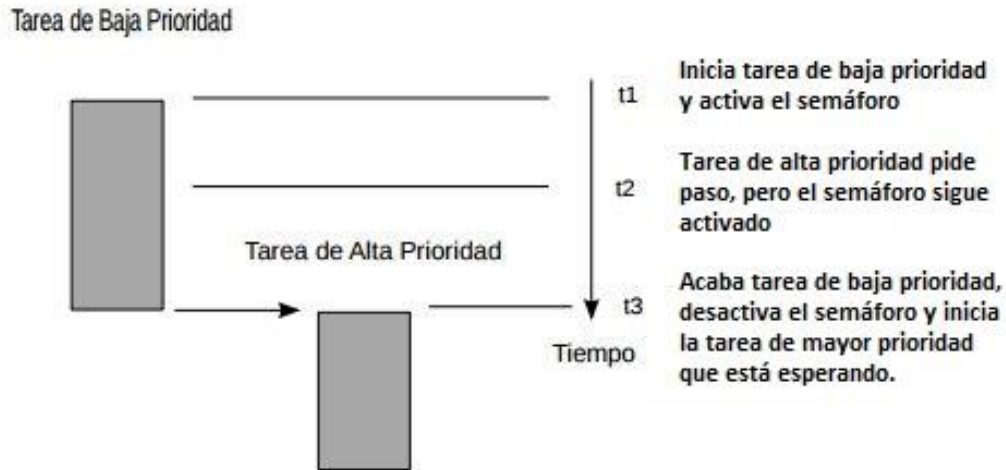 Tarea de Baja Prioridad
t1
Inicia tarea de baja prioridad
y activa el semáforo
t2
Tarea de alta prioridad pide
paso, pero el semáforo sigue
activado
Tarea de Alta Prioridad
t3
Acaba tarea de baja prioridad,
desactiva el semáforo y inicia
la tarea de mayor prioridad
que está esperando.
Tiempo